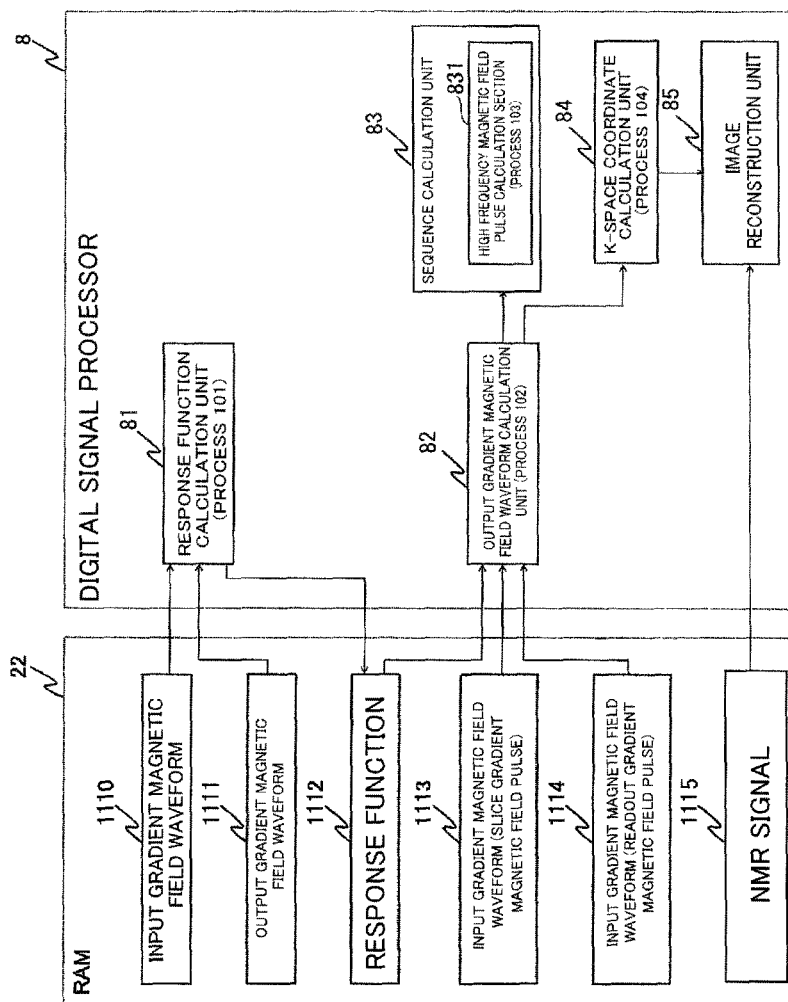 22
RAM
1110
INPUT GRADIENT MAGNETIC
FIELD WAVEFORM
1111
OUTPUT GRADIENT MAGNETIC
FIELD WAVEFORM
1112
RESPONSE FUNCTION
1113
INPUT GRADIENT MAGNETIC FIELD
WAVEFORM (SLICE GRADIENT
MAGNETIC FIELD PULSE)
1114
INPUT GRADIENT MAGNETIC FIELD
WAVEFORM (READOUT GRADIENT
MAGNETIC FIELD PULSE)
1115
NMR SIGNAL
8
DIGITAL SIGNAL PROCESSOR
81
RESPONSE FUNCTION
CALCULATION UNIT
(PROCESS 101)
82
OUTPUT GRADIENT MAGNETIC
FIELD WAVEFORM CALCULATION
UNIT (PROCESS 102)
83
SEQUENCE CALCULATION UNIT
831
HIGH FREQUENCY MAGNETIC FIELD
PULSE CALCULATION SECTION
(PROCESS 103)
84
K-SPACE COORDINATE
CALCULATION UNIT
(PROCESS 104)
85
IMAGE
RECONSTRUCTION UNIT